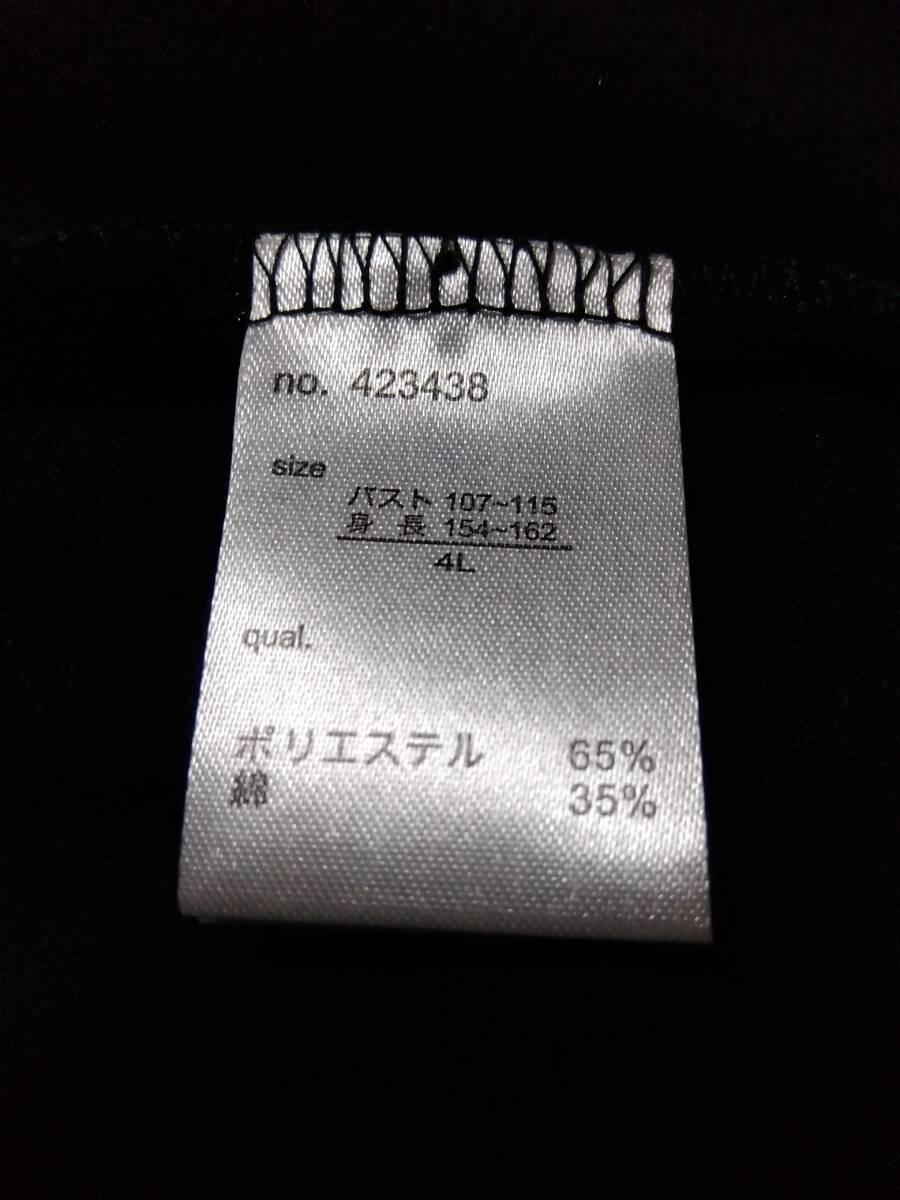 no. 423438
size
バスト 107~115
身長 154~162
4L
qual.
ポリエステル 65%
綿 35%